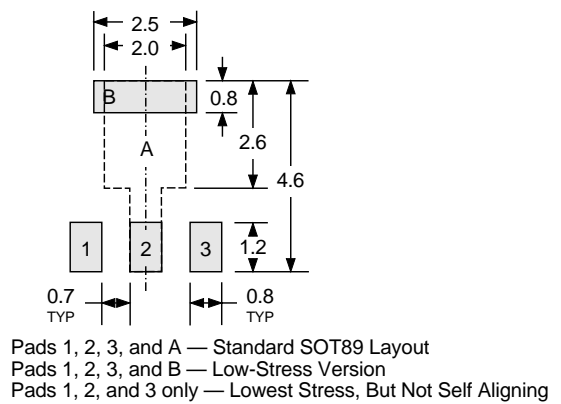 2.5
2.0
B
0.8
A
2.6
4.6
1
2
3
1.2
0.7
TYP
0.8
TYP
Pads 1, 2, 3, and A — Standard SOT89 Layout
Pads 1, 2, 3, and B — Low-Stress Version
Pads 1, 2, and 3 only — Lowest Stress, But Not Self Aligning